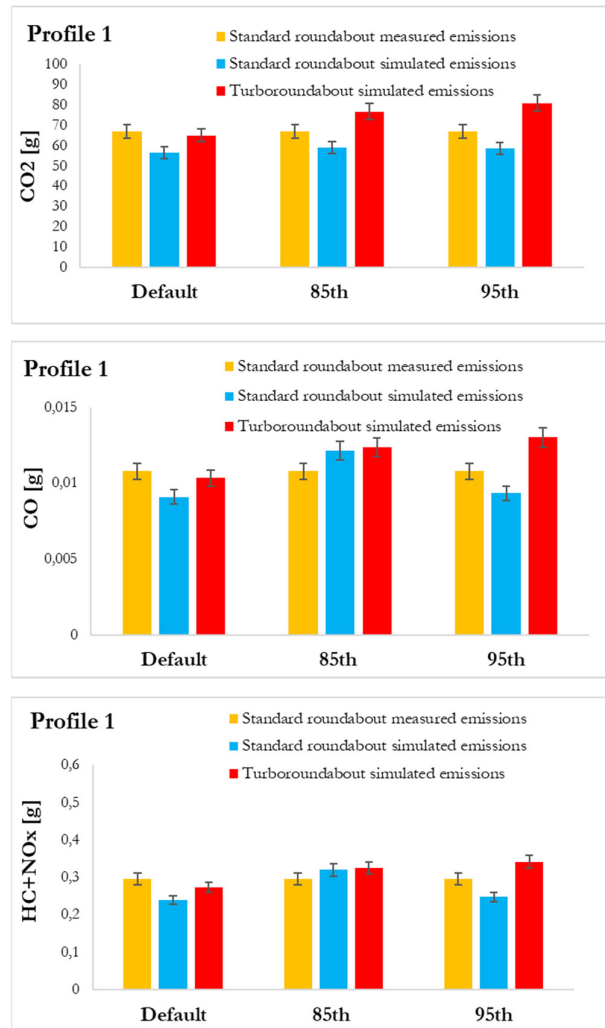 Profile 1
Standard roundabout measured emissions
Standard roundabout simulated emissions
Turboroundabout simulated emissions
CO2 [g]
100
90
80
70
60
50
40
30
20
10
0
Default 85th 95th
Profile 1
Standard roundabout measured emissions
Standard roundabout simulated emissions
Turboroundabout simulated emissions
CO [g]
0,015
0,01
0,005
0
Default 85th 95th
Profile 1
Standard roundabout measured emissions
Standard roundabout simulated emissions
Turboroundabout simulated emissions
HC+NOx [g]
0,6
0,5
0,4
0,3
0,2
0,1
0
Default 85th 95th